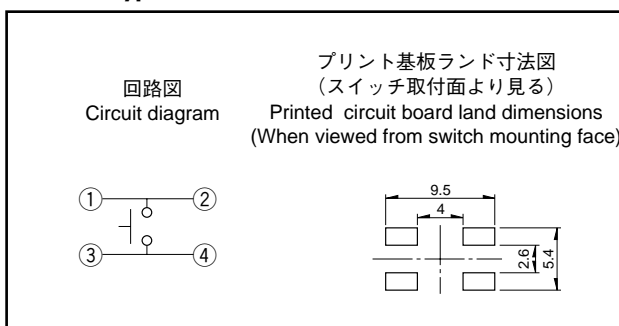 回路図
Circuit diagram
プリント基板ランド寸法図
(スイッチ取付面より見る)
Printed circuit board land dimensions
(When viewed from switch mounting face)
① ②
③ ④
9.5
4
2.6
5.4